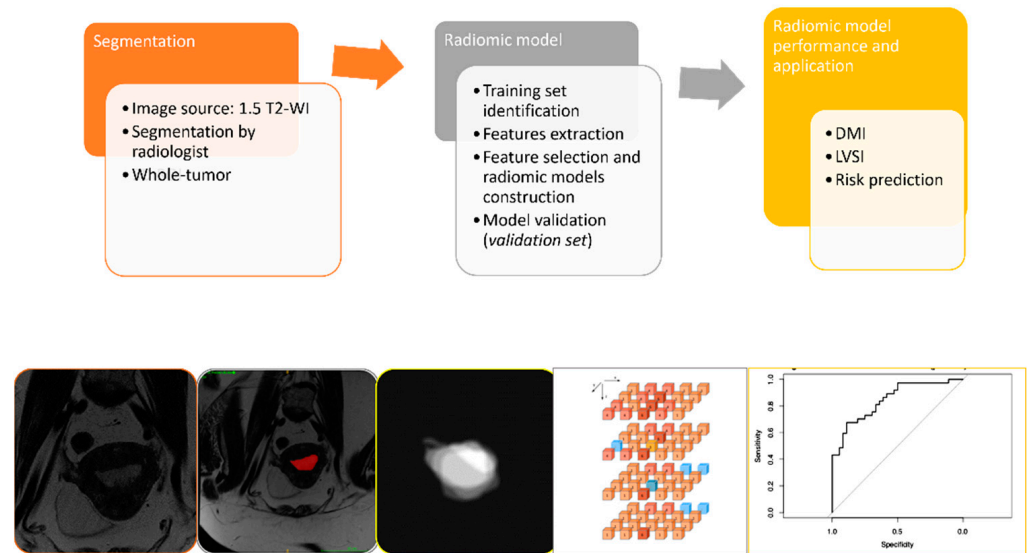 Segmentation
• Image source: 1.5 T2-WI
• Segmentation by
radiologist
• Whole-tumor
Radiomic model
• Training set
identification
• Features extraction
• Feature selection and
radiomic models
construction
• Model validation
(validation set)
Radiomic model
performance and
application
• DMI
• LVSI
• Risk prediction
Sensitivity
1.0
0.8
0.6
0.4
0.2
0.0
1.0 0.5 0.0
Specificity